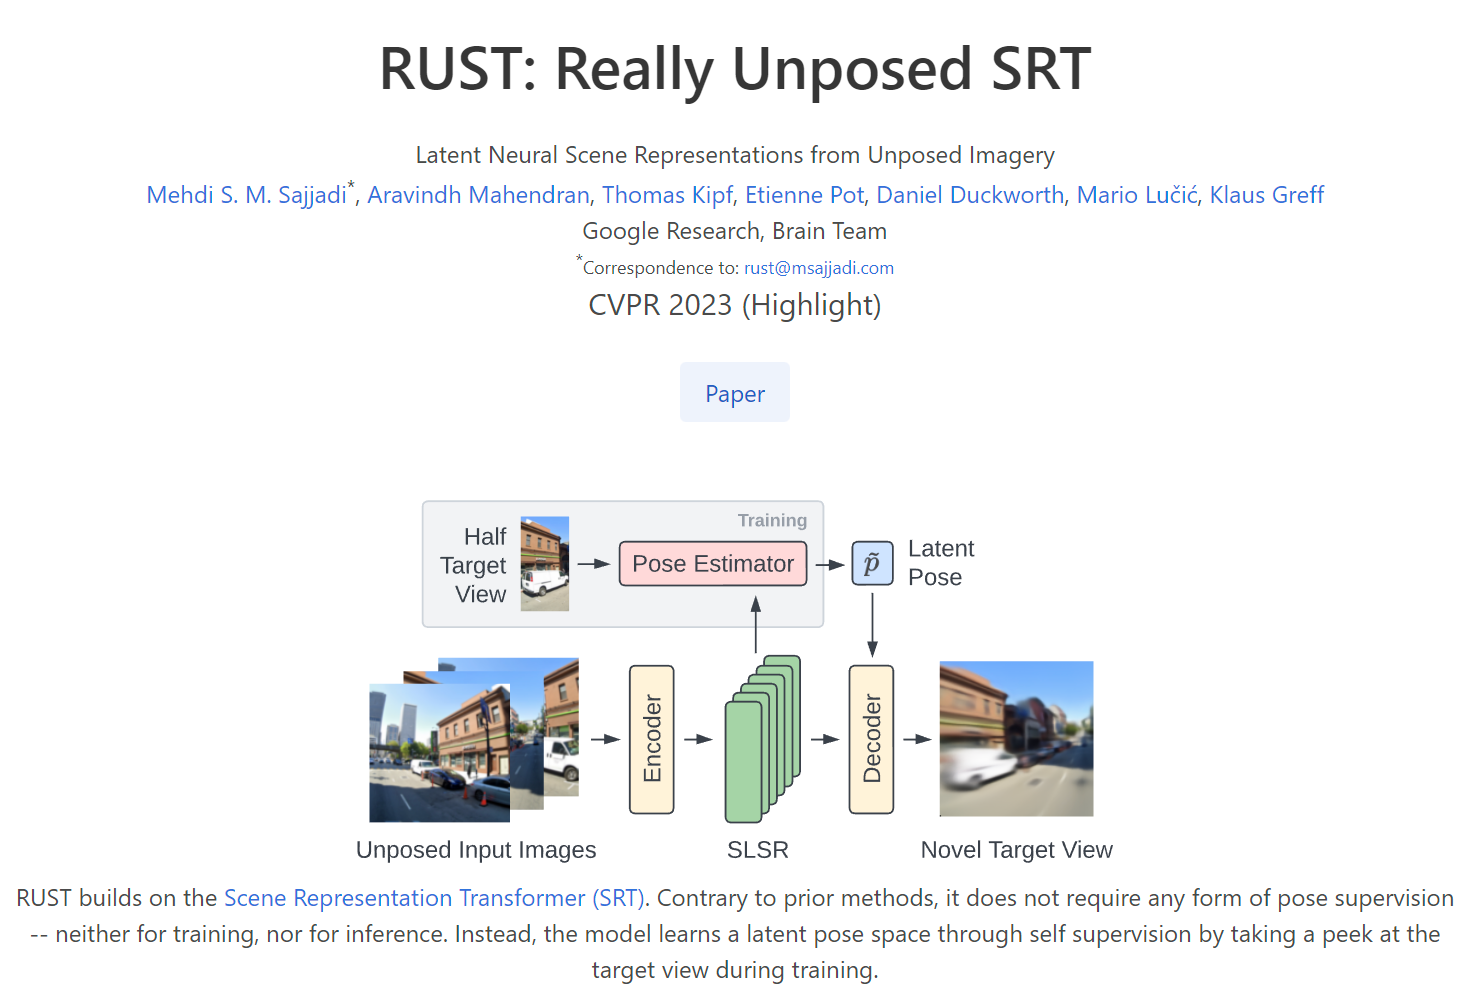 RUST: Really Unposed SRT
Latent Neural Scene Representations from Unposed Imagery
Mehdi S. M. Sajjadi*, Aravindh Mahendran, Thomas Kipf, Etienne Pot, Daniel Duckworth, Mario Lučić, Klaus Greff
Google Research, Brain Team
*Correspondence to: rust@msajjadi.com
CVPR 2023 (Highlight)
Paper
Training
Half
Target
View
Pose Estimator
p̃
Latent
Pose
Encoder
Decoder
Unposed Input Images
SLSR
Novel Target View
RUST builds on the Scene Representation Transformer (SRT). Contrary to prior methods, it does not require any form of pose supervision
-- neither for training, nor for inference. Instead, the model learns a latent pose space through self supervision by taking a peek at the
target view during training.